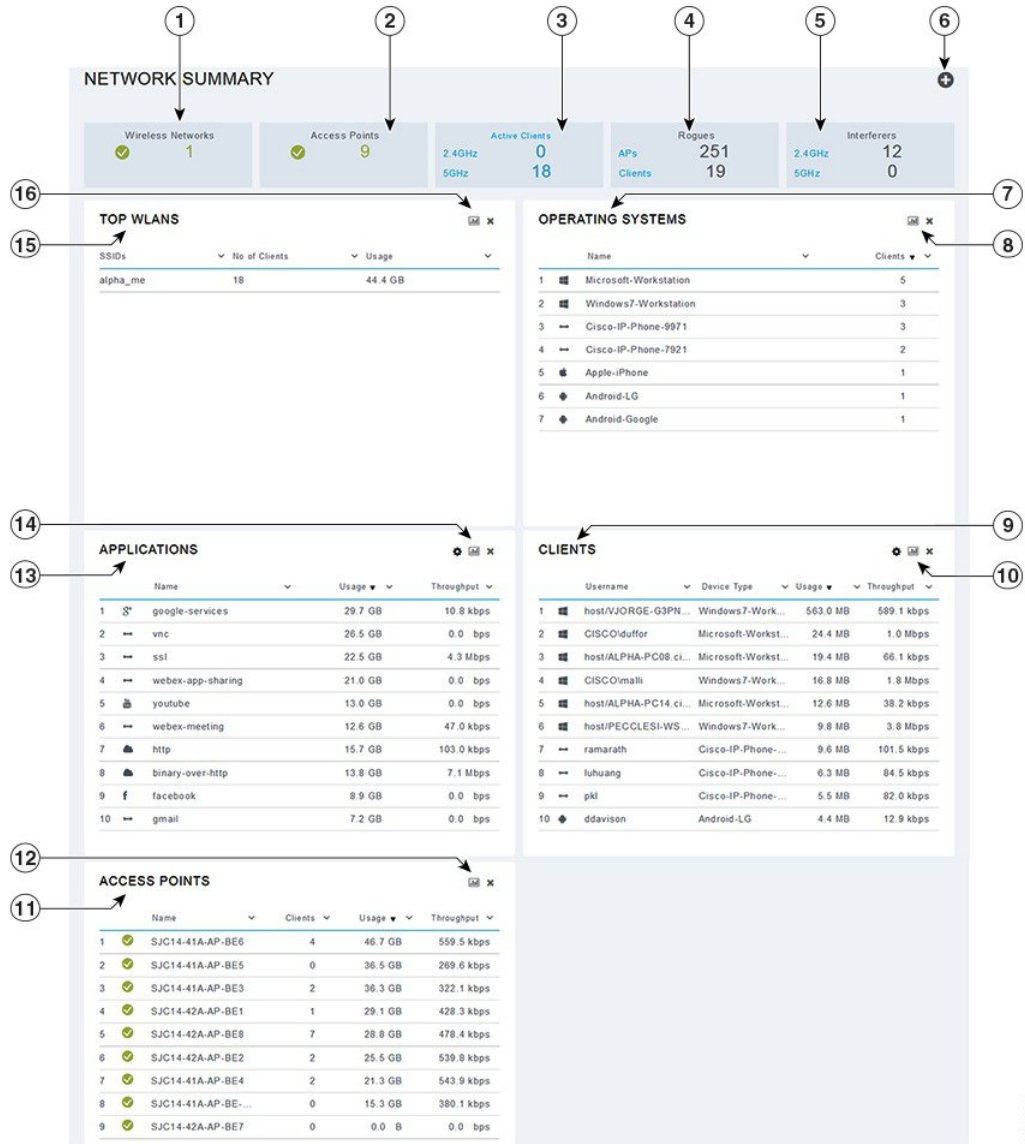 1 2 3 4 5 6
NETWORK SUMMARY
Wireless Networks
1
Access Points
9
Active Clients
2.4GHz 0
5GHz 18
Rogues
APs 251
Clients 19
Interferers
2.4GHz 12
5GHz 0
16
15
TOP WLANS
SSIDs No of Clients Usage
alpha_me 18 44.4 GB
7
8
OPERATING SYSTEMS
Name Clients
1 Microsoft-Workstation 5
2 Windows7-Workstation 3
3 Cisco-IP-Phone-9971 3
4 Cisco-IP-Phone-7921 2
5 Apple-iPhone 1
6 Android-LG 1
7 Android-Google 1
14
13
APPLICATIONS
Name Usage Throughput
1 google-services 29.7 GB 10.8 kbps
2 vnc 26.5 GB 0.0 bps
3 ssl 22.5 GB 4.3 Mbps
4 webex-app-sharing 21.0 GB 0.0 bps
5 youtube 13.0 GB 0.0 bps
6 webex-meeting 12.6 GB 47.0 kbps
7 http 15.7 GB 103.0 kbps
8 binary-over-http 13.8 GB 7.1 Mbps
9 facebook 8.9 GB 0.0 bps
10 gmail 7.2 GB 0.0 bps
9
10
CLIENTS
Username Device Type Usage Throughput
1 host/VJORGE-G3PN... Windows7-Work... 563.0 MB 589.1 kbps
2 CISCO\duffor Microsoft-Workst... 24.4 MB 1.0 Mbps
3 host/ALPHA-PC08.ci... Microsoft-Workst... 19.4 MB 66.1 kbps
4 CISCO\malli Windows7-Work... 16.8 MB 1.8 Mbps
5 host/ALPHA-PC14.ci... Microsoft-Workst... 12.6 MB 38.2 kbps
6 host/PECCLESI-WS... Windows7-Work... 9.8 MB 3.8 Mbps
7 ramarath Cisco-IP-Phone-... 9.6 MB 101.5 kbps
8 luhuang Cisco-IP-Phone-... 6.3 MB 84.5 kbps
9 pkl Cisco-IP-Phone-... 5.5 MB 82.0 kbps
10 ddavison Android-LG 4.4 MB 12.9 kbps
12
11
ACCESS POINTS
Name Clients Usage Throughput
1 SJC14-41A-AP-BE6 4 46.7 GB 559.5 kbps
2 SJC14-41A-AP-BE5 0 36.5 GB 269.6 kbps
3 SJC14-41A-AP-BE3 2 36.3 GB 322.1 kbps
4 SJC14-42A-AP-BE1 1 29.1 GB 428.3 kbps
5 SJC14-42A-AP-BE8 7 28.8 GB 478.4 kbps
6 SJC14-42A-AP-BE2 2 25.5 GB 539.8 kbps
7 SJC14-41A-AP-BE4 2 21.3 GB 543.9 kbps
8 SJC14-41A-AP-BE-... 0 15.3 GB 380.1 kbps
9 SJC14-42A-AP-BE7 0 0.0 B 0.0 bps